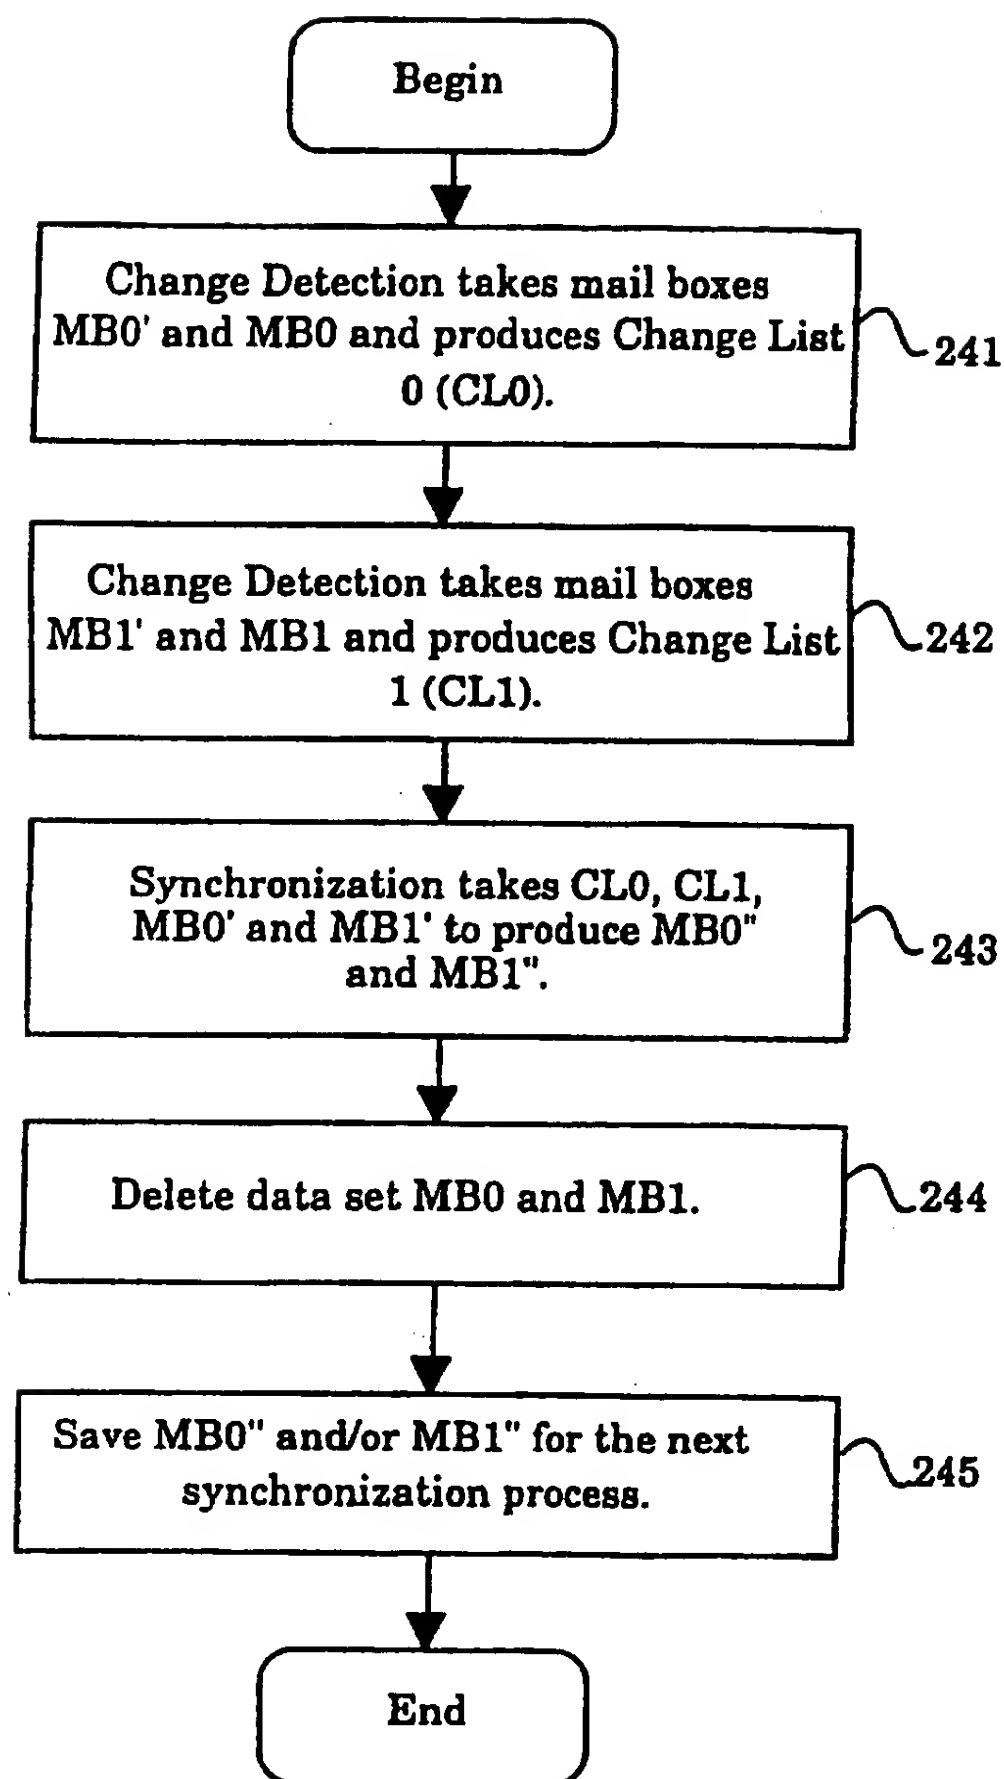 Begin
Change Detection takes mail boxes
MB0' and MB0 and produces Change List
0 (CL0).
241
Change Detection takes mail boxes
MB1' and MB1 and produces Change List
1 (CL1).
242
Synchronization takes CL0, CL1,
MB0' and MB1' to produce MB0"
and MB1".
243
Delete data set MB0 and MB1.
244
Save MB0" and/or MB1" for the next
synchronization process.
245
End